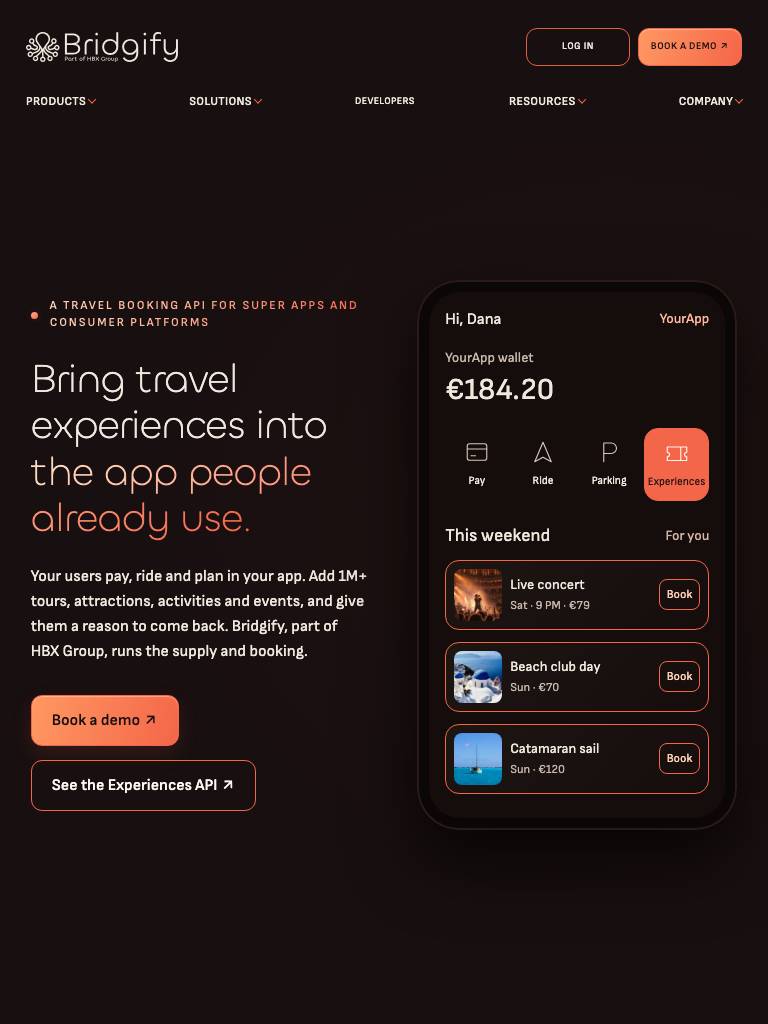 Bridgify
Part of HBX Group
LOG IN
BOOK A DEMO ↗
PRODUCTS
SOLUTIONS
DEVELOPERS
RESOURCES
COMPANY
A TRAVEL BOOKING API FOR SUPER APPS AND
CONSUMER PLATFORMS
Bring travel
experiences into
the app people
already use.
Your users pay, ride and plan in your app. Add 1M+
tours, attractions, activities and events, and give
them a reason to come back. Bridgify, part of
HBX Group, runs the supply and booking.
Book a demo ↗
See the Experiences API ↗
Hi, Dana
YourApp
YourApp wallet
€184.20
Pay
Ride
Parking
Experiences
This weekend
For you
Live concert
Sat · 9 PM · €79
Book
Beach club day
Sun · €70
Book
Catamaran sail
Sun · €120
Book